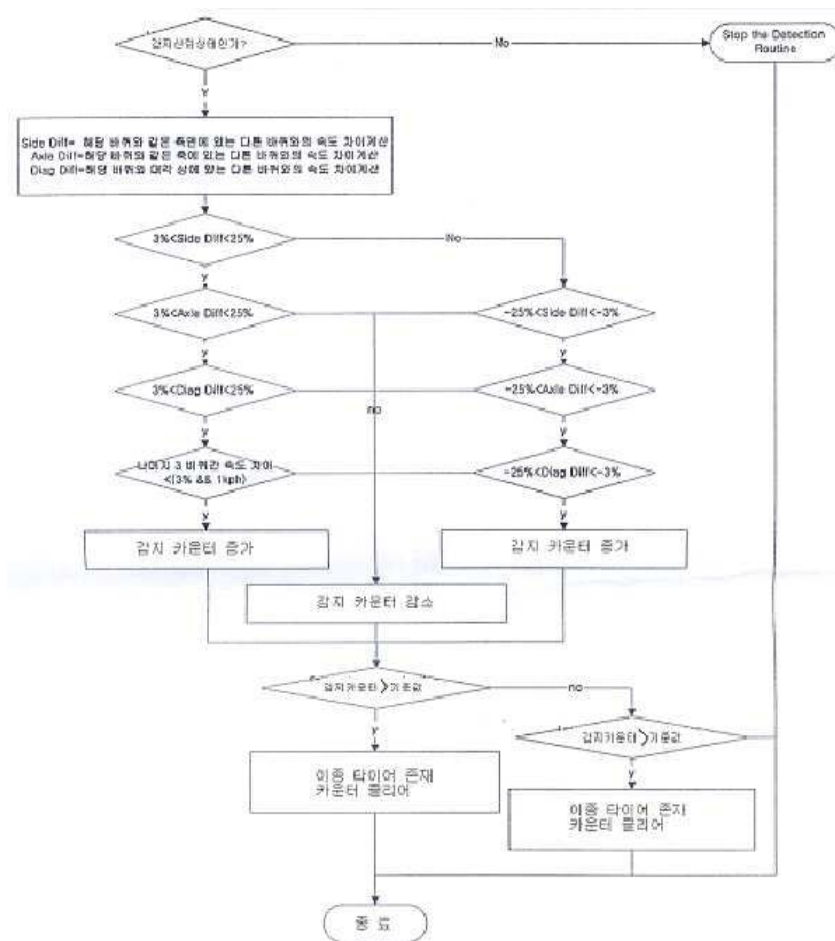 No
Stop the Detection
Routine
Y
Side Diff= 해당 바퀴와 같은 측면에 있는 다른 바퀴와의 속도 차이계산
Axle Diff=해당 바퀴와 같은 축에 있는 다른 바퀴와의 속도 차이계산
Diag Diff=해당 바퀴와 대각 상에 있는 다른 바퀴와의 속도 차이계산
3%<Side Diff<25%
No
y
3%<Axle Diff<25%
-25%<Side Diff<-3%
y
y
3%<Diag Diff<25%
-25%<Axle Diff<-3%
no
y
y
나머지 3 바퀴간 속도 차이
<(3% && 1kph)
-25%<Diag Diff<-3%
y
y
감지 카운터 증가
감지 카운터 증가
감지 카운터 감소
감지카운터>기준값
no
y
감지카운터>기준값
이종 타이어 존재
카운터 클리어
y
이종 타이어 존재
카운터 클리어
종 료